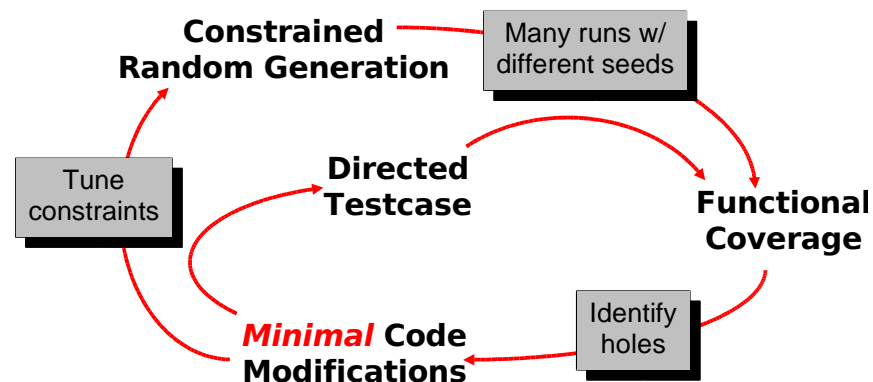 Constrained
Random Generation
Many runs w/
different seeds
Tune
constraints
Directed
Testcase
Functional
Coverage
Minimal Code
Modifications
Identify
holes